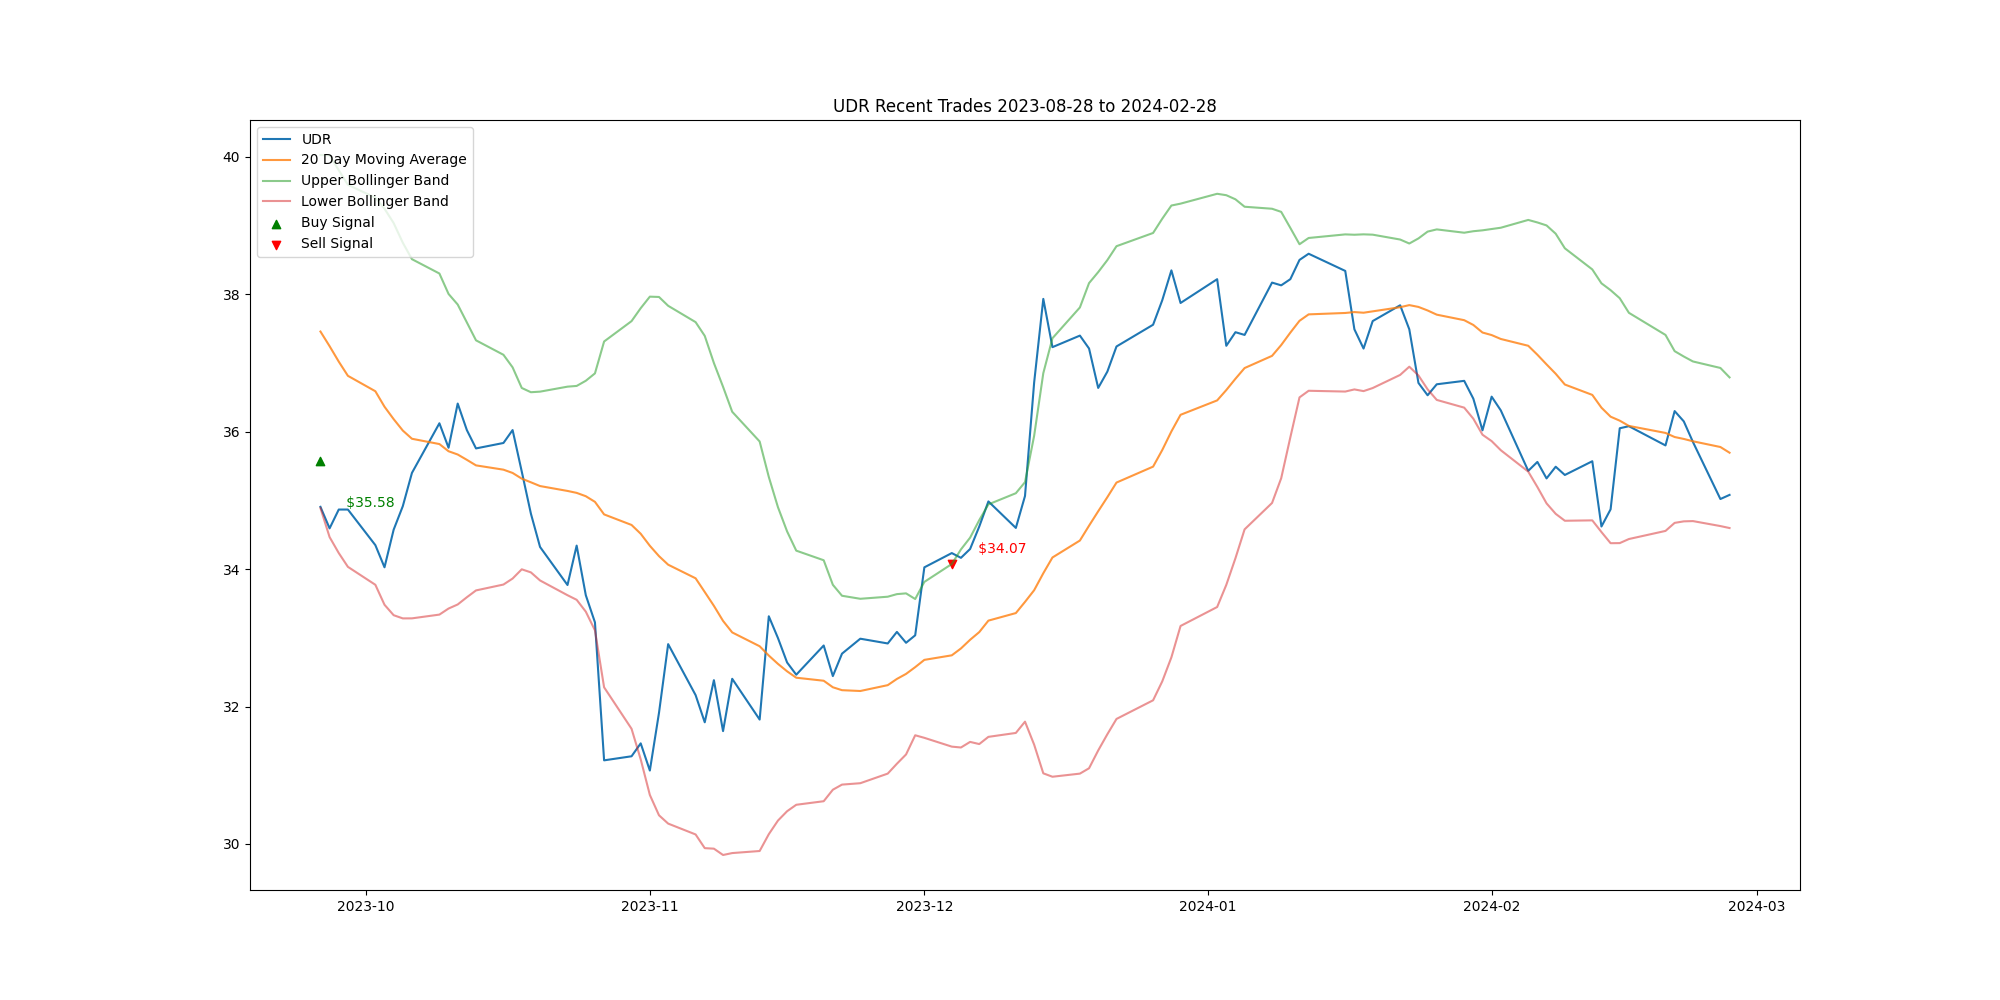 UDR Recent Trades 2023-08-28 to 2024-02-28
UDR
20 Day Moving Average
Upper Bollinger Band
Lower Bollinger Band
Buy Signal
Sell Signal
40
38
36
34
32
30
$35.58
$34.07
2023-10
2023-11
2023-12
2024-01
2024-02
2024-03